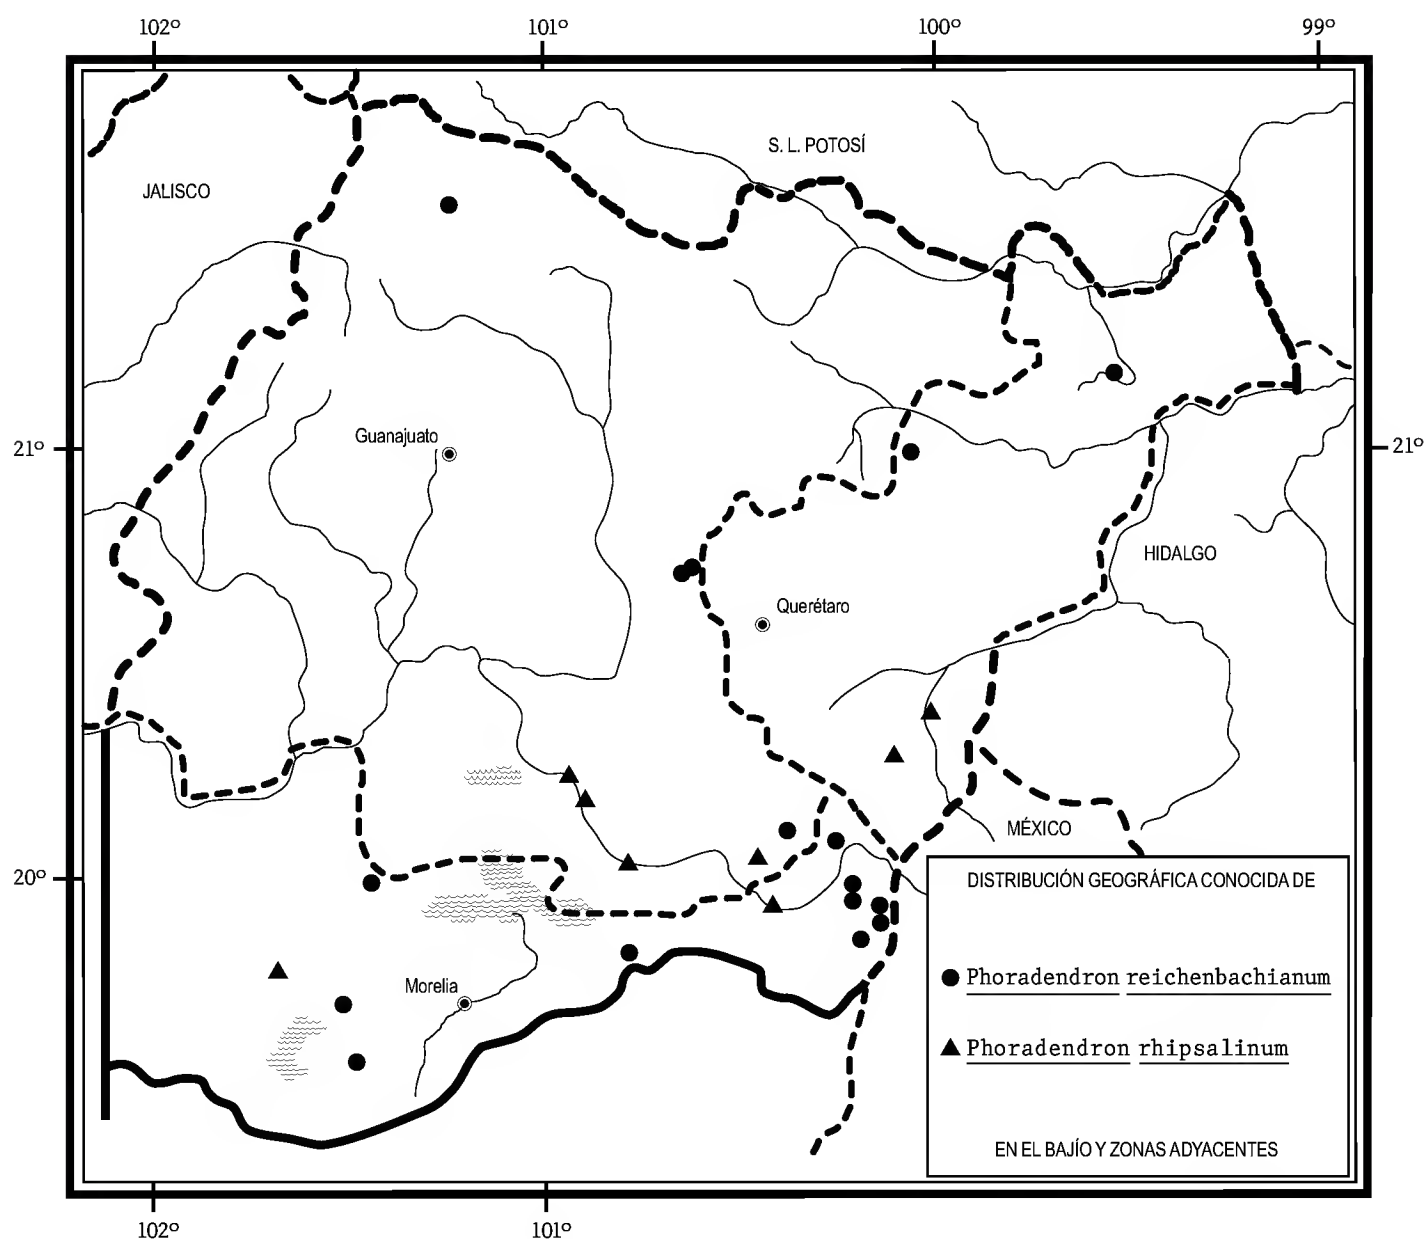 102º 101º 100º 99º
S. L. POTOSÍ
JALISCO
Guanajuato
21º
21º
HIDALGO
Querétaro
MÉXICO
20º
DISTRIBUCIÓN GEOGRÁFICA CONOCIDA DE
Phoradendron reichenbachianum
Morelia
Phoradendron rhipsalinum
EN EL BAJÍO Y ZONAS ADYACENTES
102º 101º